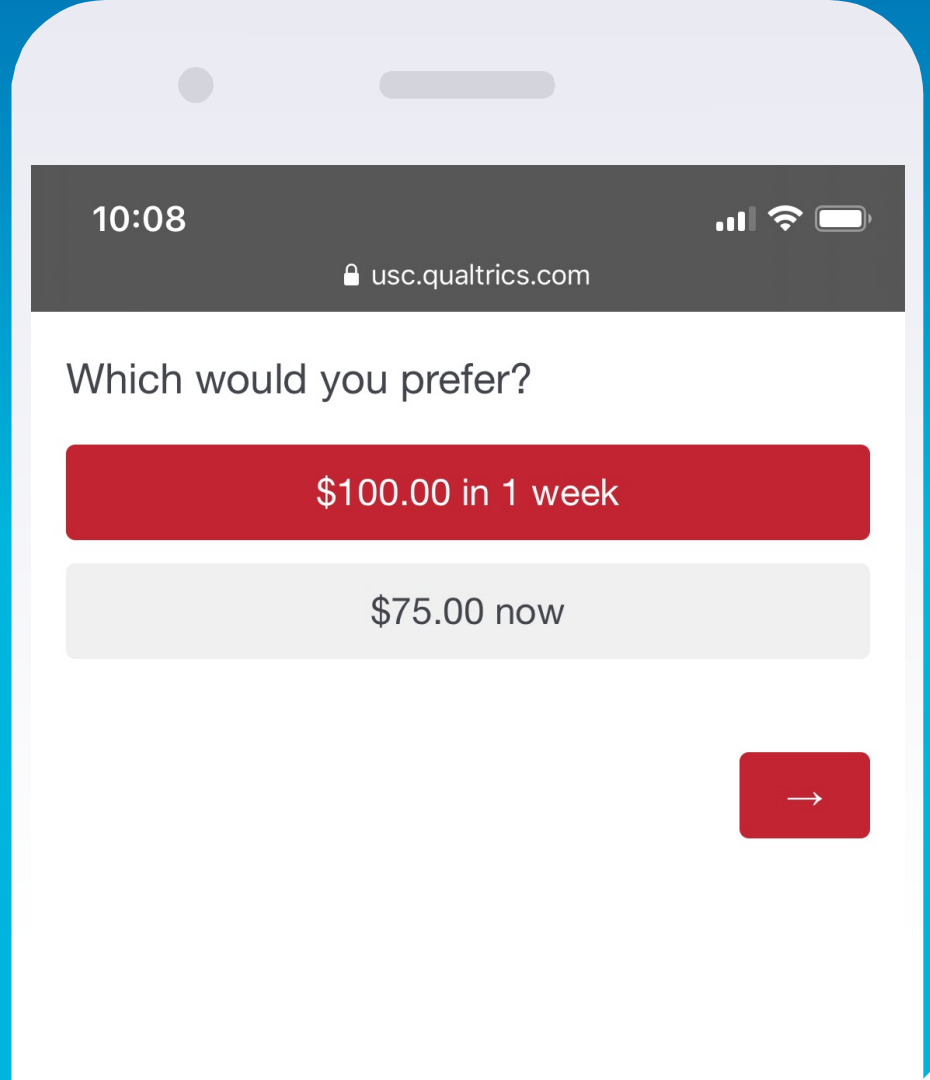 10:08
usc.qualtrics.com
Which would you prefer?
$100.00 in 1 week
$75.00 now
→